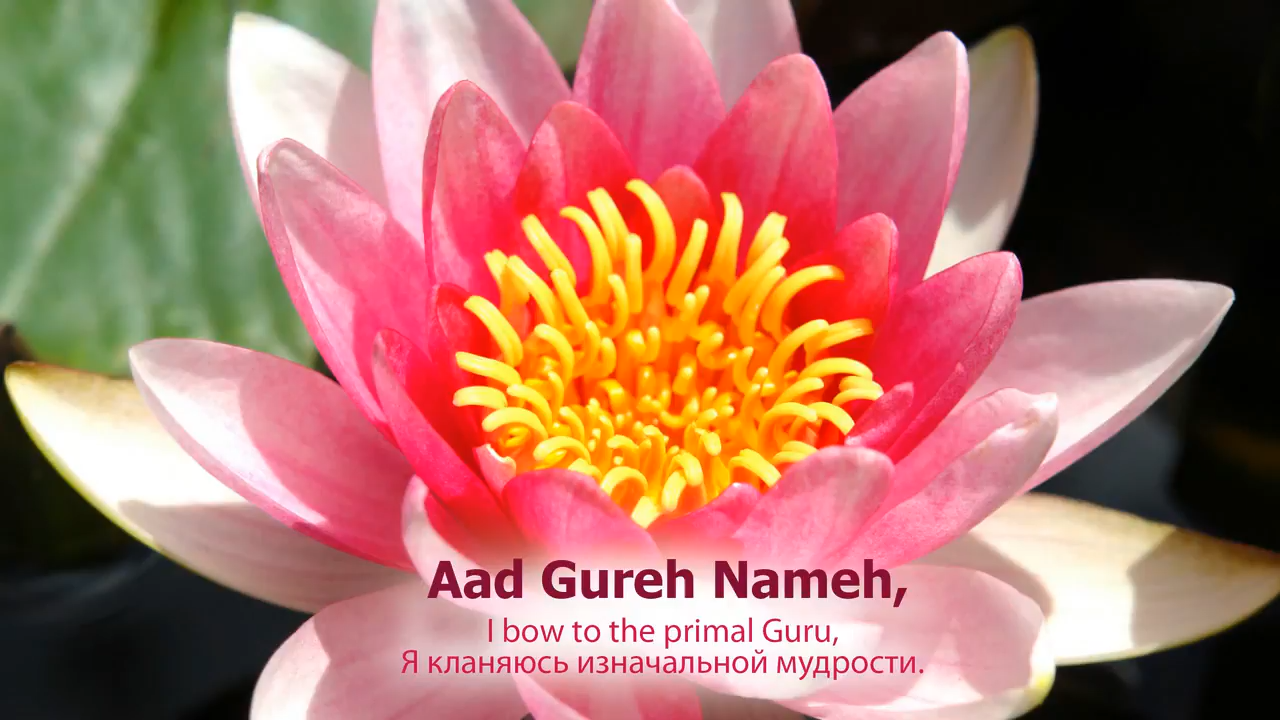 Aad Gureh Nameh,
I bow to the primal Guru,
Я кланяюсь изначальной мудрости.